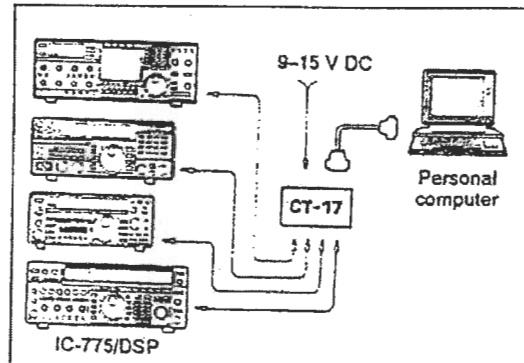 9–15 V DC
CT-17
Personal
computer
IC-775/DSP